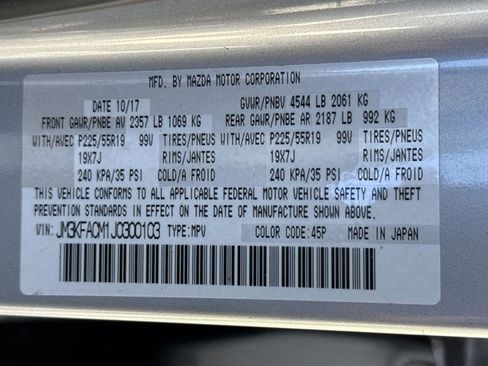 MFD. BY MAZDA MOTOR CORPORATION
DATE 10/17 GVWR/PNBV 4544 LB 2061 KG
FRONT GAWR/PNBE AV 2357 LB 1069 KG REAR GAWR/PNBE AR 2187 LB 992 KG
WITH/AVEC P225/55R19 99V TIRES/PNEUS WITH/AVEC P225/55R19 99V TIRES/PNEUS
19X7J RIMS/JANTES 19X7J RIMS/JANTES
240 KPA/35 PSI COLD/A FROID 240 KPA/35 PSI COLD/A FROID
THIS VEHICLE CONFORMS TO ALL APPLICABLE FEDERAL MOTOR VEHICLE SAFETY AND THEFT
PREVENTION STANDARDS IN EFFECT ON THE DATE OF MANUFACTURE SHOWN ABOVE.
VIN: JM3KFACM1J0300103 TYPE:MPV COLOR CODE:45P MADE IN JAPAN